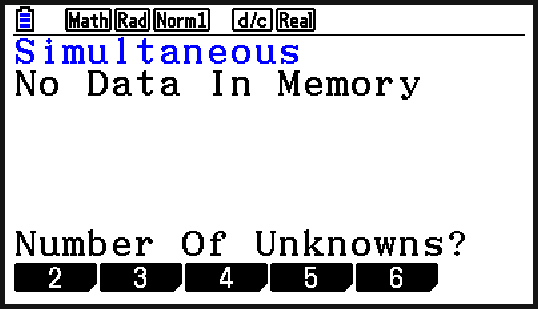 Math Rad Norm1 d/c Real
Simultaneous
No Data In Memory
Number Of Unknowns?
2 3 4 5 6